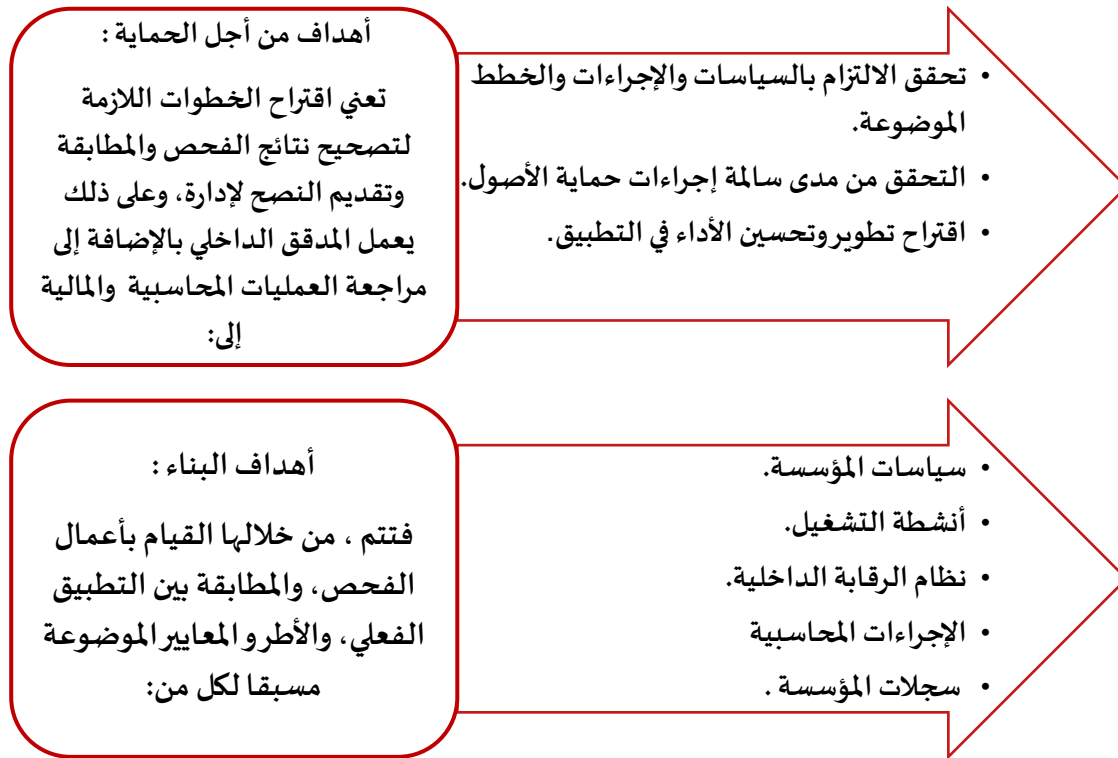 أهداف من أجل الحماية :
تعني اقتراح الخطوات اللازمة
لتصحيح نتائج الفحص والمطابقة
وتقديم النصح لإدارة، وعلى ذلك
يعمل المدقق الداخلي بالإضافة إلى
مراجعة العمليات المحاسبية والمالية
إلى:
• تحقق الالتزام بالسياسات والإجراءات والخطط
الموضوعة.
• التحقق من مدى سالمة إجراءات حماية الأصول.
• اقتراح تطوير وتحسين الأداء في التطبيق.
أهداف البناء :
فتتم ، من خلالها القيام بأعمال
الفحص، والمطابقة بين التطبيق
الفعلي، والأطر و المعايير الموضوعة
مسبقا لكل من:
• سياسات المؤسسة.
• أنشطة التشغيل.
• نظام الرقابة الداخلية.
• الإجراءات المحاسبية
• سجلات المؤسسة .